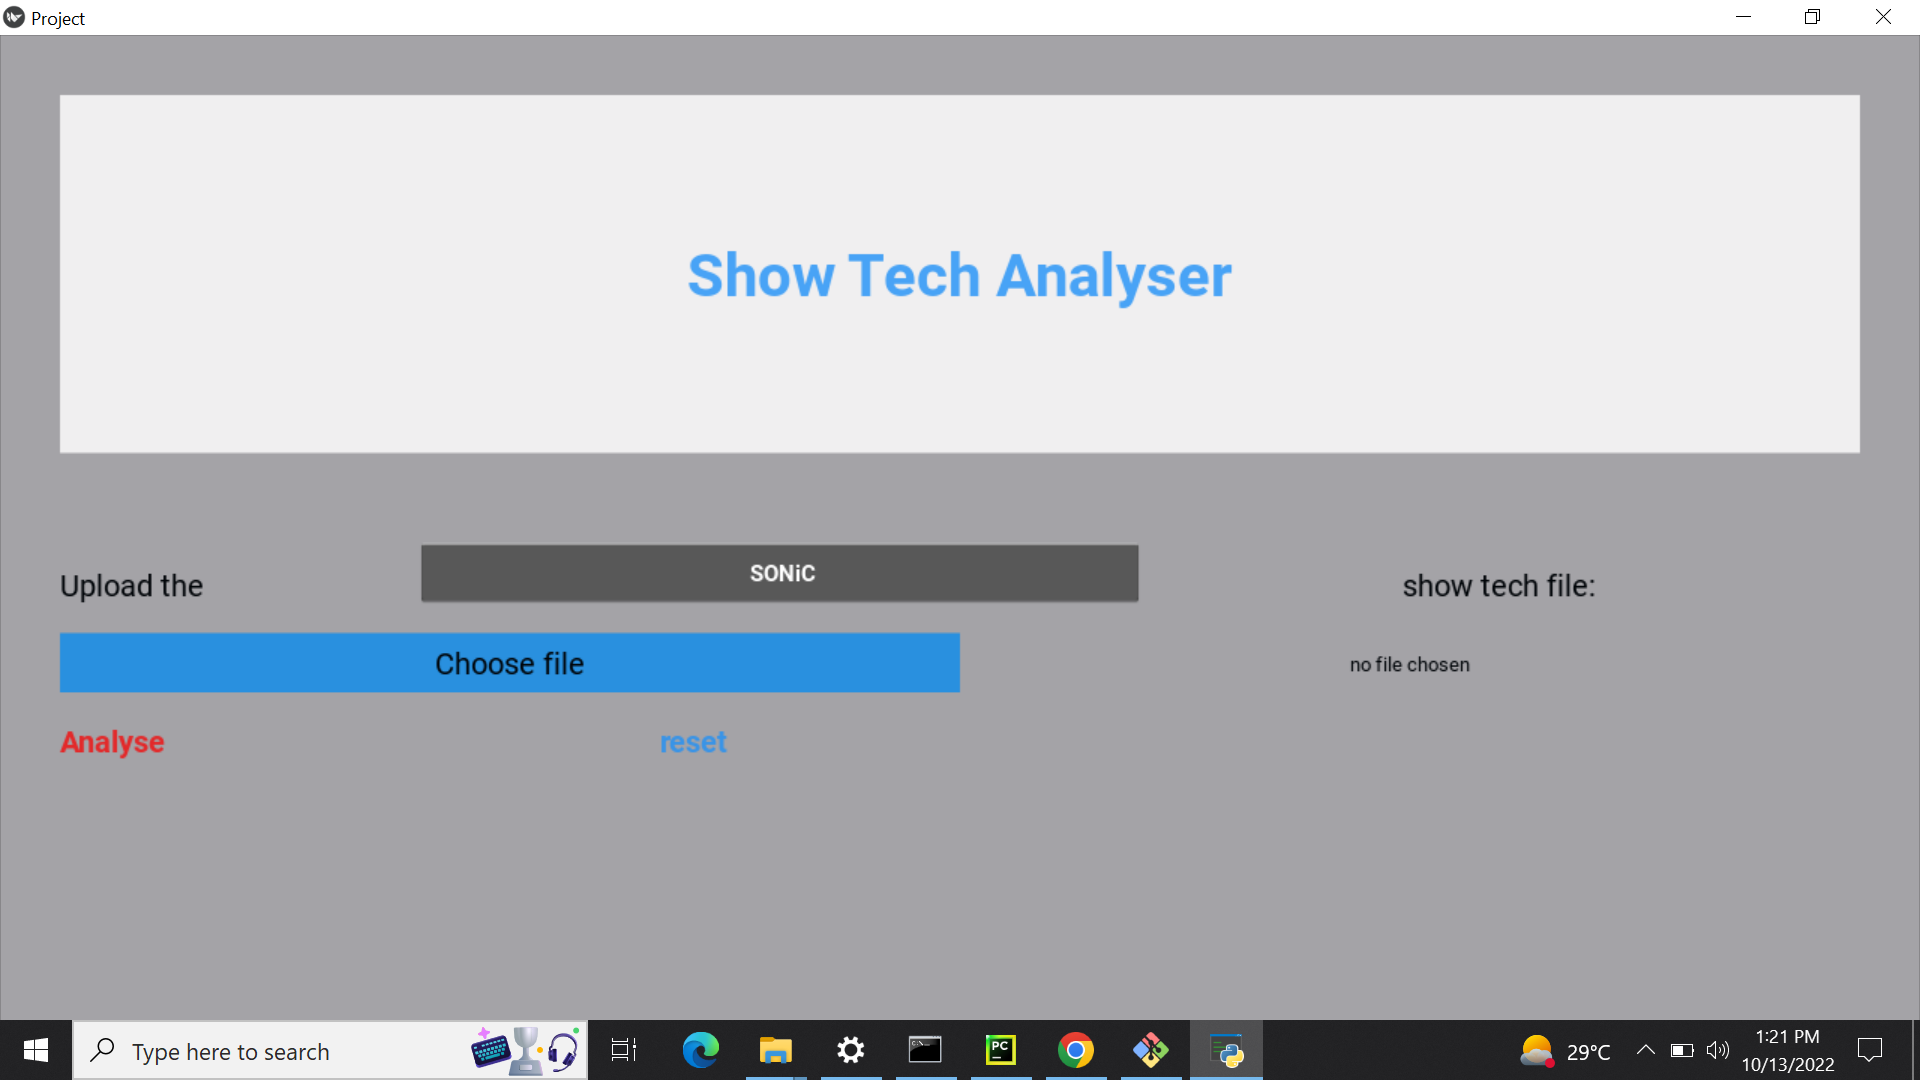 Project
Show Tech Analyser
Upload the SONiC show tech file:
Choose file no file chosen
Analyse reset
Type here to search
C:\_
PC
29°C
1:21 PM
10/13/2022